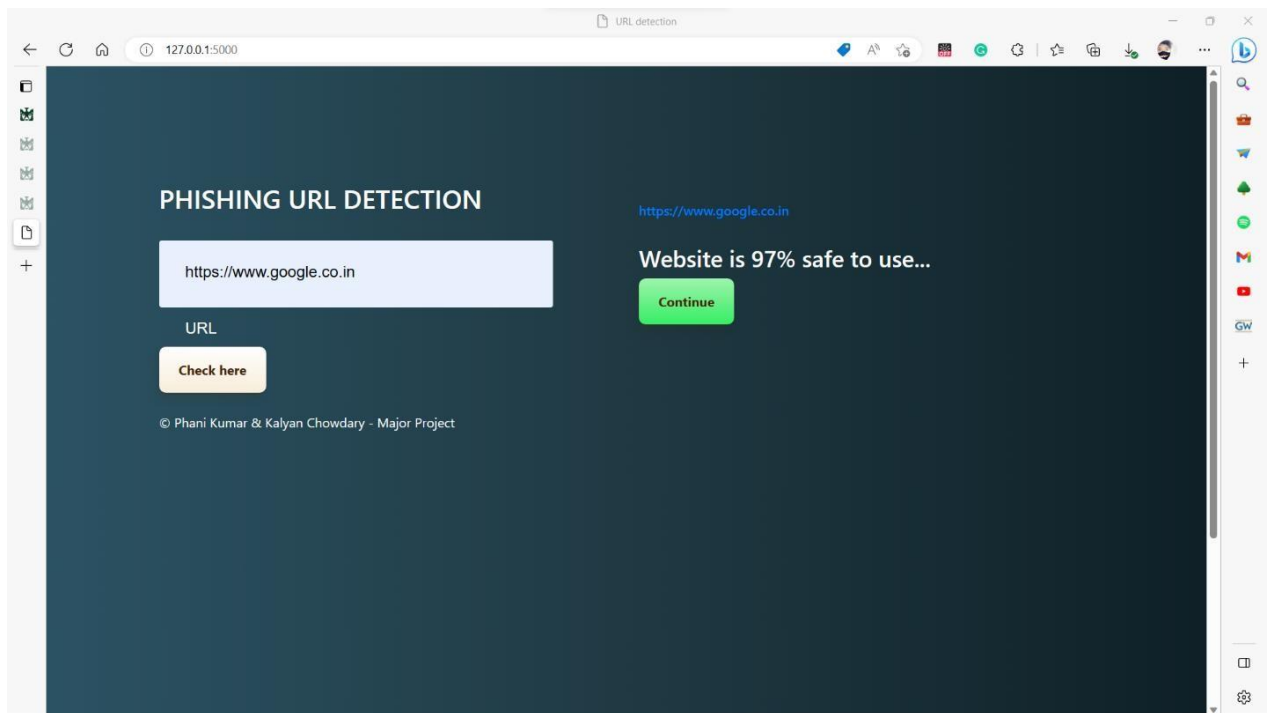 URL detection
127.0.0.1:5000
PHISHING URL DETECTION
https://www.google.co.in
URL
Check here
© Phani Kumar & Kalyan Chowdary - Major Project
https://www.google.co.in
Website is 97% safe to use...
Continue
GW